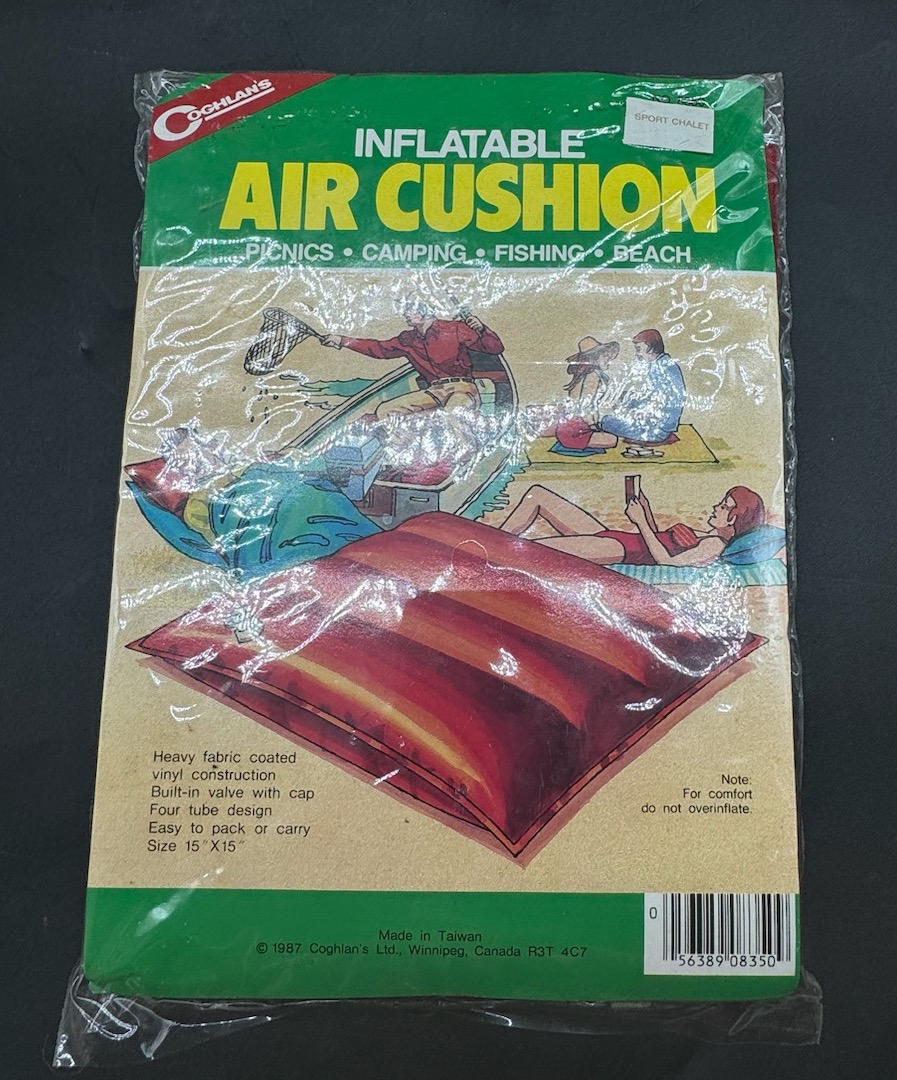 COGHLAN'S
SPORT CHALET
INFLATABLE
AIR CUSHION
PICNICS • CAMPING • FISHING • BEACH
Heavy fabric coated
vinyl construction
Built-in valve with cap
Four tube design
Easy to pack or carry
Size 15" X 15"
Note:
For comfort
do not overinflate.
Made in Taiwan
© 1987 Coghlan's Ltd., Winnipeg, Canada R3T 4C7
0 56389 08350